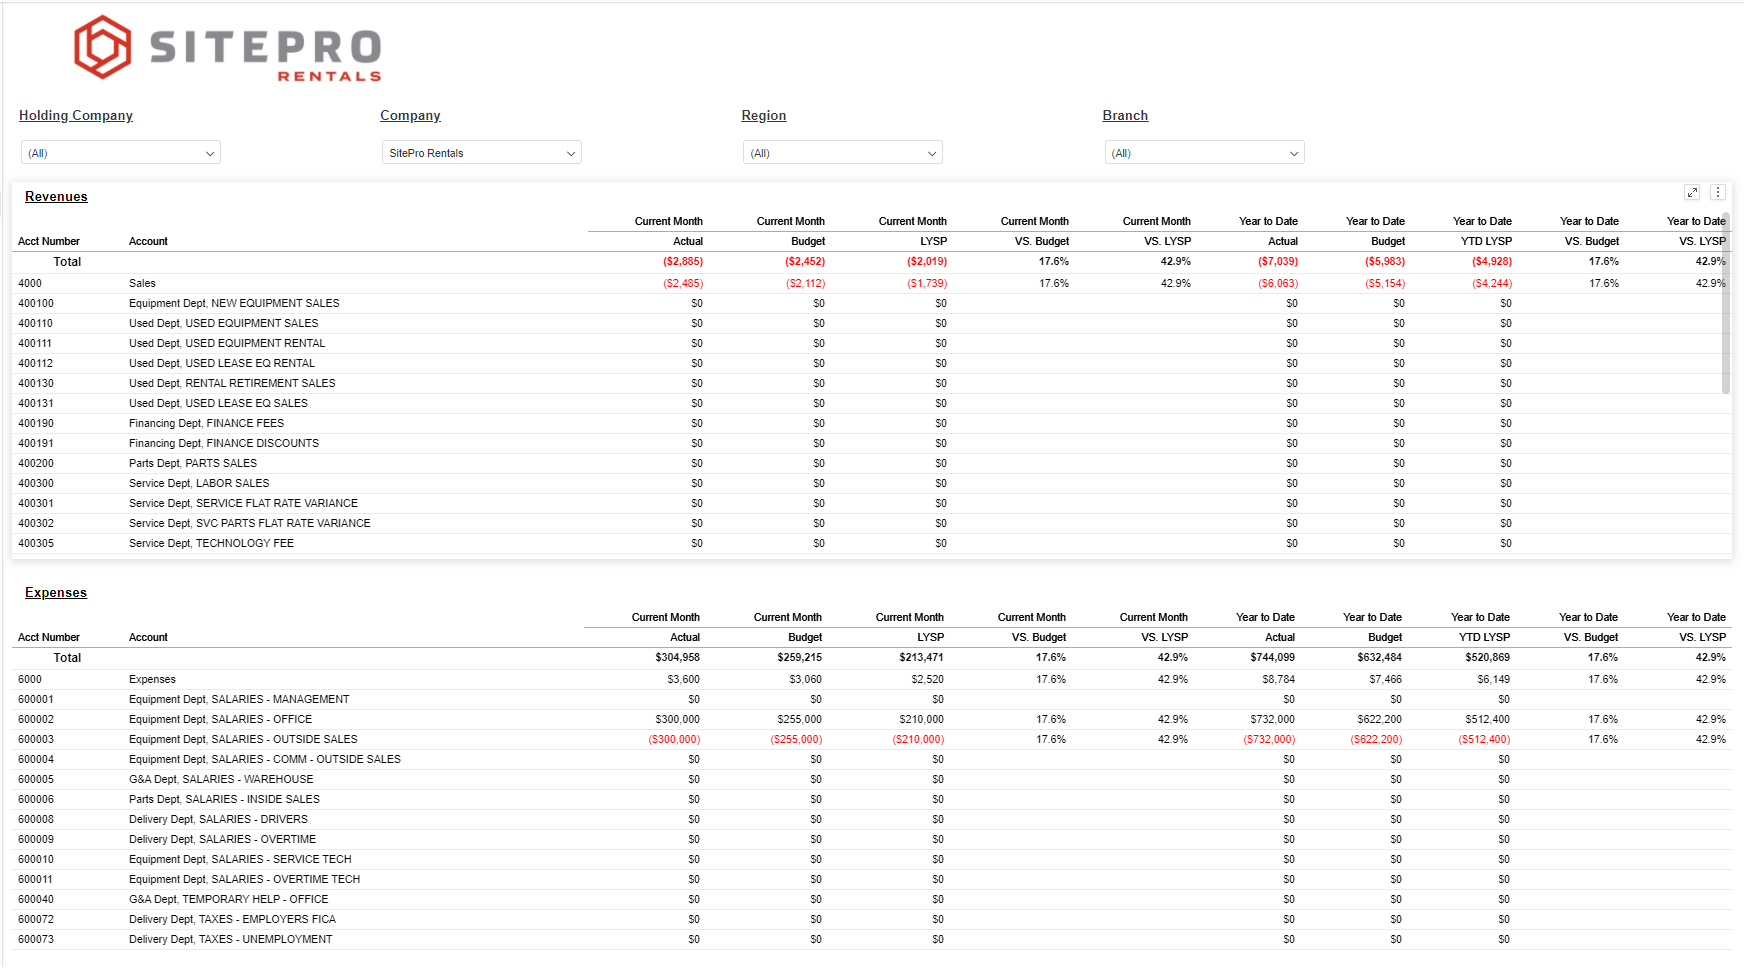 SITEPRO
RENTALS
Holding Company Company Region Branch
(All) SitePro Rentals (All) (All)
Revenues
Current Month Current Month Current Month Current Month Current Month Year to Date Year to Date Year to Date Year to Date Year to Date
Acct Number Account Actual Budget LYSP VS. Budget VS. LYSP Actual Budget YTD LYSP VS. Budget VS. LYSP
Total ($2,885) ($2,452) ($2,019) 17.6% 42.9% ($7,039) ($5,983) ($4,928) 17.6% 42.9%
4000 Sales ($2,485) ($2,112) ($1,739) 17.6% 42.9% ($6,063) ($5,154) ($4,244) 17.6% 42.9%
400100 Equipment Dept, NEW EQUIPMENT SALES $0 $0 $0 $0 $0 $0
400110 Used Dept, USED EQUIPMENT SALES $0 $0 $0 $0 $0 $0
400111 Used Dept, USED EQUIPMENT RENTAL $0 $0 $0 $0 $0 $0
400112 Used Dept, USED LEASE EQ RENTAL $0 $0 $0 $0 $0 $0
400130 Used Dept, RENTAL RETIREMENT SALES $0 $0 $0 $0 $0 $0
400131 Used Dept, USED LEASE EQ SALES $0 $0 $0 $0 $0 $0
400190 Financing Dept, FINANCE FEES $0 $0 $0 $0 $0 $0
400191 Financing Dept, FINANCE DISCOUNTS $0 $0 $0 $0 $0 $0
400200 Parts Dept, PARTS SALES $0 $0 $0 $0 $0 $0
400300 Service Dept, LABOR SALES $0 $0 $0 $0 $0 $0
400301 Service Dept, SERVICE FLAT RATE VARIANCE $0 $0 $0 $0 $0 $0
400302 Service Dept, SVC PARTS FLAT RATE VARIANCE $0 $0 $0 $0 $0 $0
400305 Service Dept, TECHNOLOGY FEE $0 $0 $0 $0 $0 $0
Expenses
Current Month Current Month Current Month Current Month Current Month Year to Date Year to Date Year to Date Year to Date Year to Date
Acct Number Account Actual Budget LYSP VS. Budget VS. LYSP Actual Budget YTD LYSP VS. Budget VS. LYSP
Total $304,958 $259,215 $213,471 17.6% 42.9% $744,099 $632,484 $520,869 17.6% 42.9%
6000 Expenses $3,600 $3,060 $2,520 17.6% 42.9% $8,784 $7,466 $6,149 17.6% 42.9%
600001 Equipment Dept, SALARIES - MANAGEMENT $0 $0 $0 $0 $0 $0
600002 Equipment Dept, SALARIES - OFFICE $300,000 $255,000 $210,000 17.6% 42.9% $732,000 $622,200 $512,400 17.6% 42.9%
600003 Equipment Dept, SALARIES - OUTSIDE SALES ($300,000) ($255,000) ($210,000) 17.6% 42.9% ($732,000) ($622,200) ($512,400) 17.6% 42.9%
600004 Equipment Dept, SALARIES - COMM - OUTSIDE SALES $0 $0 $0 $0 $0 $0
600005 G&A Dept, SALARIES - WAREHOUSE $0 $0 $0 $0 $0 $0
600006 Parts Dept, SALARIES - INSIDE SALES $0 $0 $0 $0 $0 $0
600008 Delivery Dept, SALARIES - DRIVERS $0 $0 $0 $0 $0 $0
600009 Delivery Dept, SALARIES - OVERTIME $0 $0 $0 $0 $0 $0
600010 Equipment Dept, SALARIES - SERVICE TECH $0 $0 $0 $0 $0 $0
600011 Equipment Dept, SALARIES - OVERTIME TECH $0 $0 $0 $0 $0 $0
600040 G&A Dept, TEMPORARY HELP - OFFICE $0 $0 $0 $0 $0 $0
600072 Delivery Dept, TAXES - EMPLOYERS FICA $0 $0 $0 $0 $0 $0
600073 Delivery Dept, TAXES - UNEMPLOYMENT $0 $0 $0 $0 $0 $0